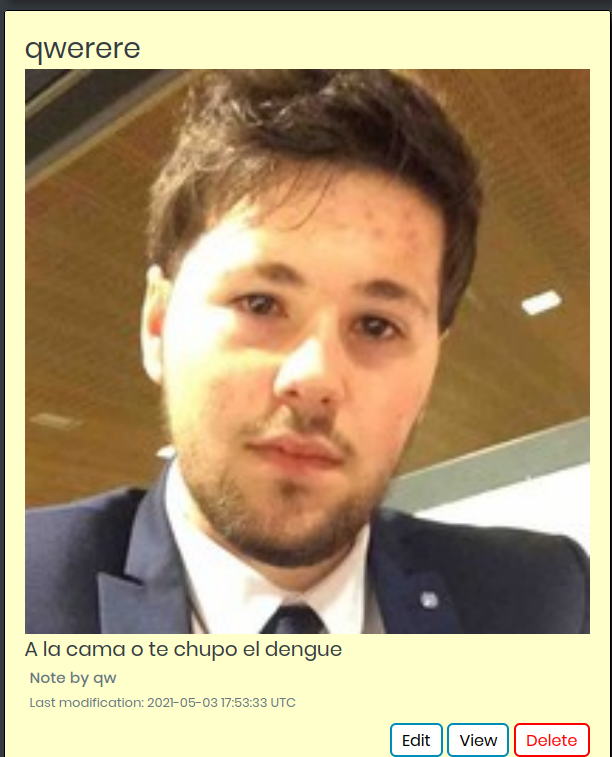 qwerere
A la cama o te chupo el dengue
Note by qw
Last modification: 2021-05-03 17:53:33 UTC
Edit View Delete